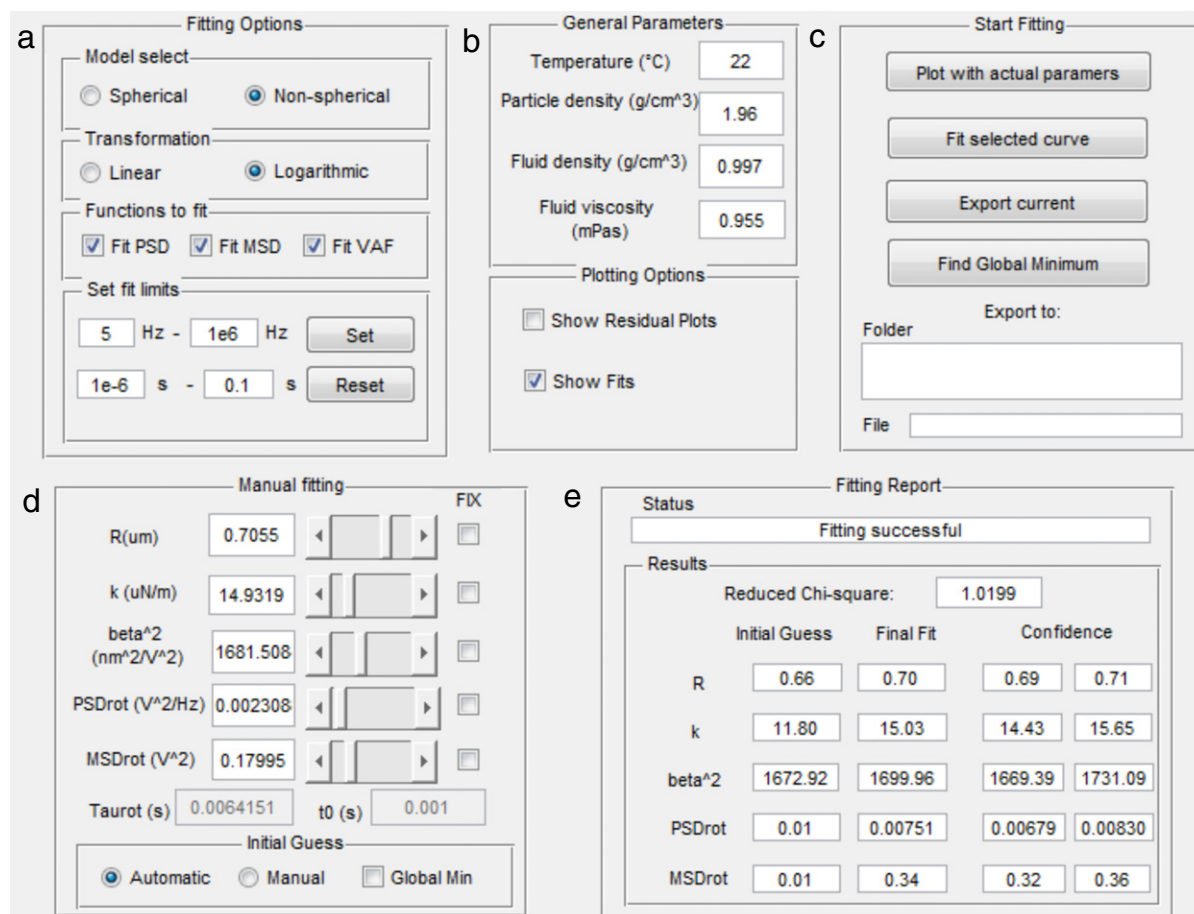 a
Fitting Options
Model select
Spherical Non-spherical
Transformation
Linear Logarithmic
Functions to fit
Fit PSD Fit MSD Fit VAF
Set fit limits
5 Hz - 1e6 Hz Set
1e-6 s - 0.1 s Reset
b
General Parameters
Temperature (°C) 22
Particle density (g/cm^3) 1.96
Fluid density (g/cm^3) 0.997
Fluid viscosity
(mPas) 0.955
Plotting Options
Show Residual Plots
Show Fits
c
Start Fitting
Plot with actual paramers
Fit selected curve
Export current
Find Global Minimum
Export to:
Folder
File
d
Manual fitting
FIX
R(um) 0.7055
k (uN/m) 14.9319
beta^2
(nm^2/V^2) 1681.508
PSDrot (V^2/Hz) 0.002308
MSDrot (V^2) 0.17995
Taurot (s) 0.0064151 t0 (s) 0.001
Initial Guess
Automatic Manual Global Min
e
Fitting Report
Status
Fitting successful
Results
Reduced Chi-square: 1.0199
Initial Guess Final Fit Confidence
R 0.66 0.70 0.69 0.71
k 11.80 15.03 14.43 15.65
beta^2 1672.92 1699.96 1669.39 1731.09
PSDrot 0.01 0.00751 0.00679 0.00830
MSDrot 0.01 0.34 0.32 0.36